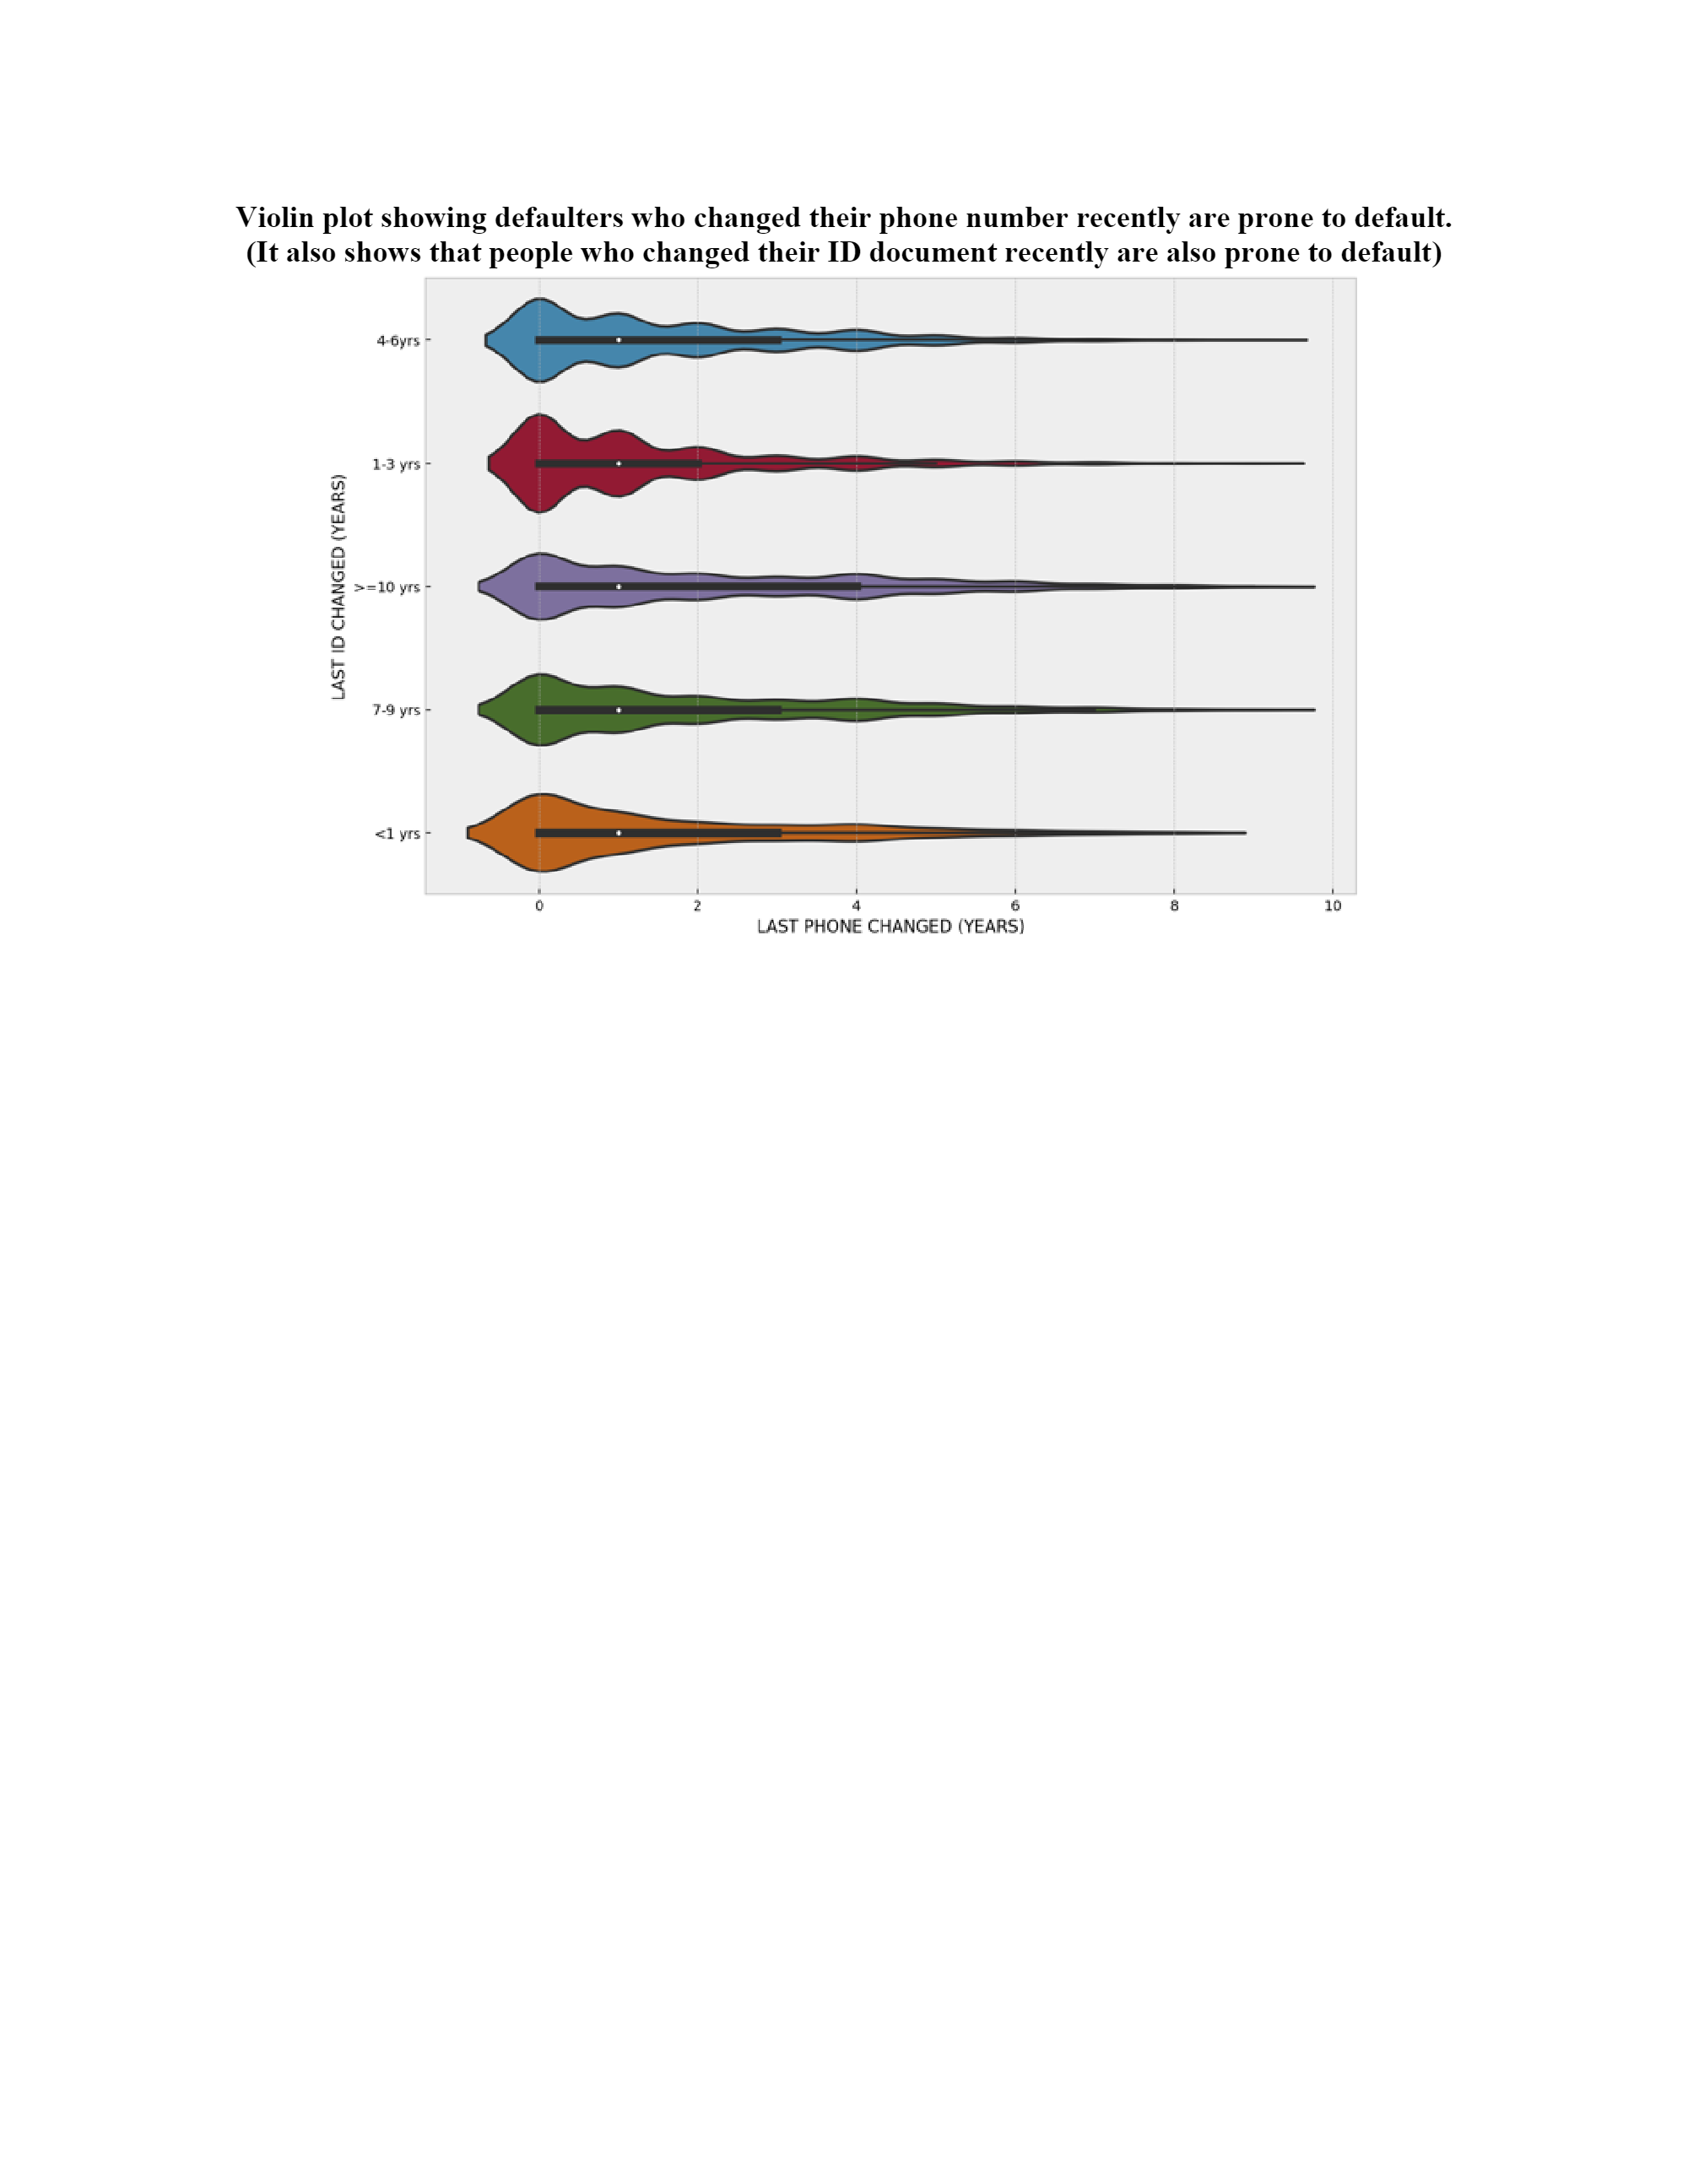 Violin plot showing defaulters who changed their phone number recently are prone to default.
(It also shows that people who changed their ID document recently are also prone to default)
LAST ID CHANGED (YEARS)
4-6yrs
1-3 yrs
>=10 yrs
7-9 yrs
<1 yrs
0 2 4 6 8 10
LAST PHONE CHANGED (YEARS)